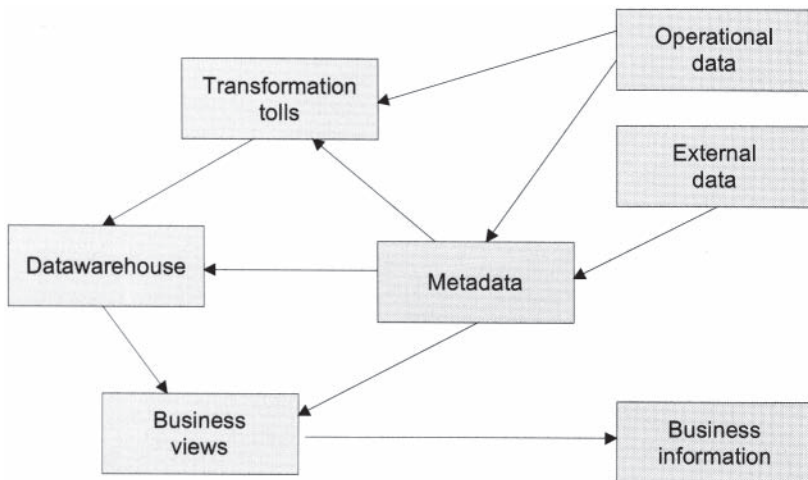 Operational
data
Transformation
tolls
External
data
Datawarehouse
Metadata
Business
views
Business
information